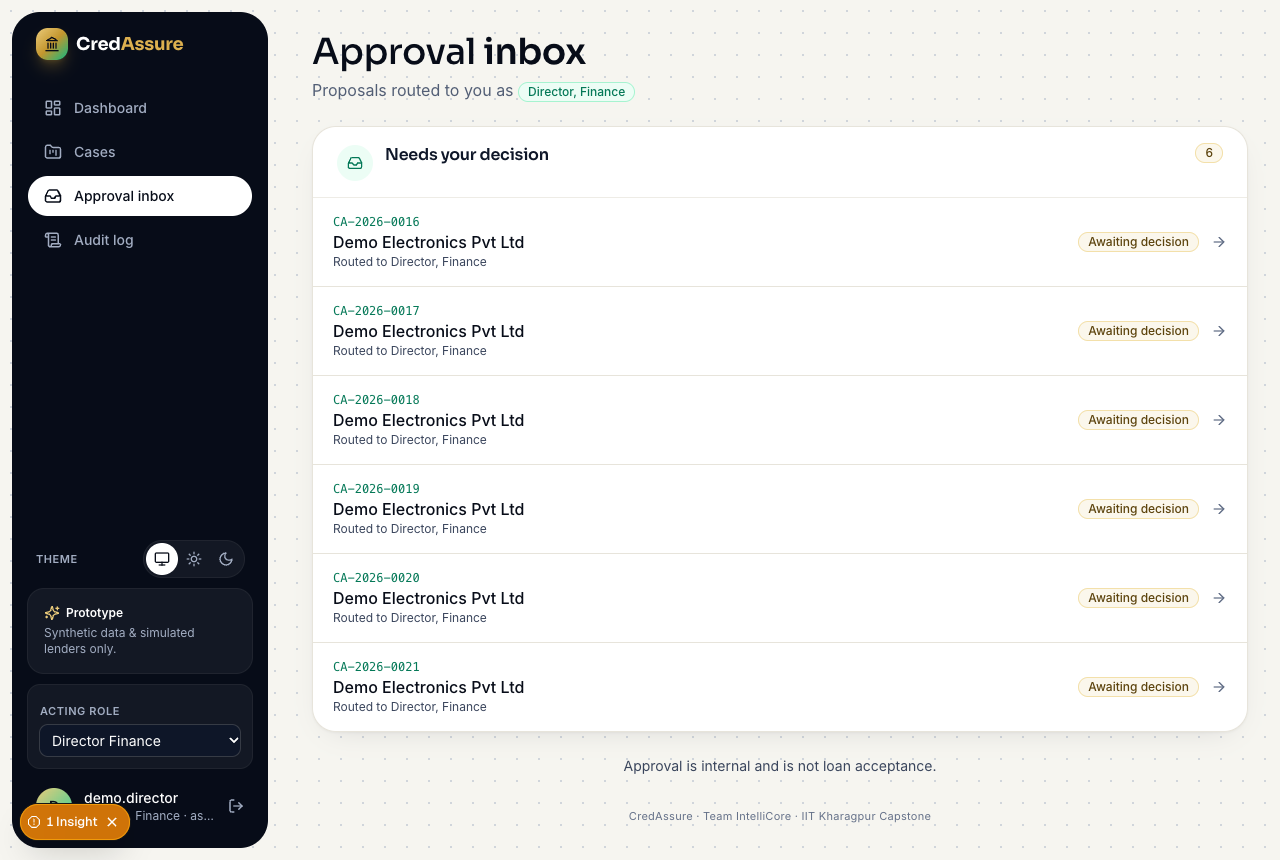 CredAssure
Dashboard
Cases
Approval inbox
Audit log
THEME
Prototype
Synthetic data & simulated
lenders only.
ACTING ROLE
Director Finance
demo.director
Finance · as...
1 Insight
Approval inbox
Proposals routed to you as Director, Finance
Needs your decision
6
CA-2026-0016
Demo Electronics Pvt Ltd
Routed to Director, Finance
Awaiting decision
CA-2026-0017
Demo Electronics Pvt Ltd
Routed to Director, Finance
Awaiting decision
CA-2026-0018
Demo Electronics Pvt Ltd
Routed to Director, Finance
Awaiting decision
CA-2026-0019
Demo Electronics Pvt Ltd
Routed to Director, Finance
Awaiting decision
CA-2026-0020
Demo Electronics Pvt Ltd
Routed to Director, Finance
Awaiting decision
CA-2026-0021
Demo Electronics Pvt Ltd
Routed to Director, Finance
Awaiting decision
Approval is internal and is not loan acceptance.
CredAssure · Team IntelliCore · IIT Kharagpur Capstone